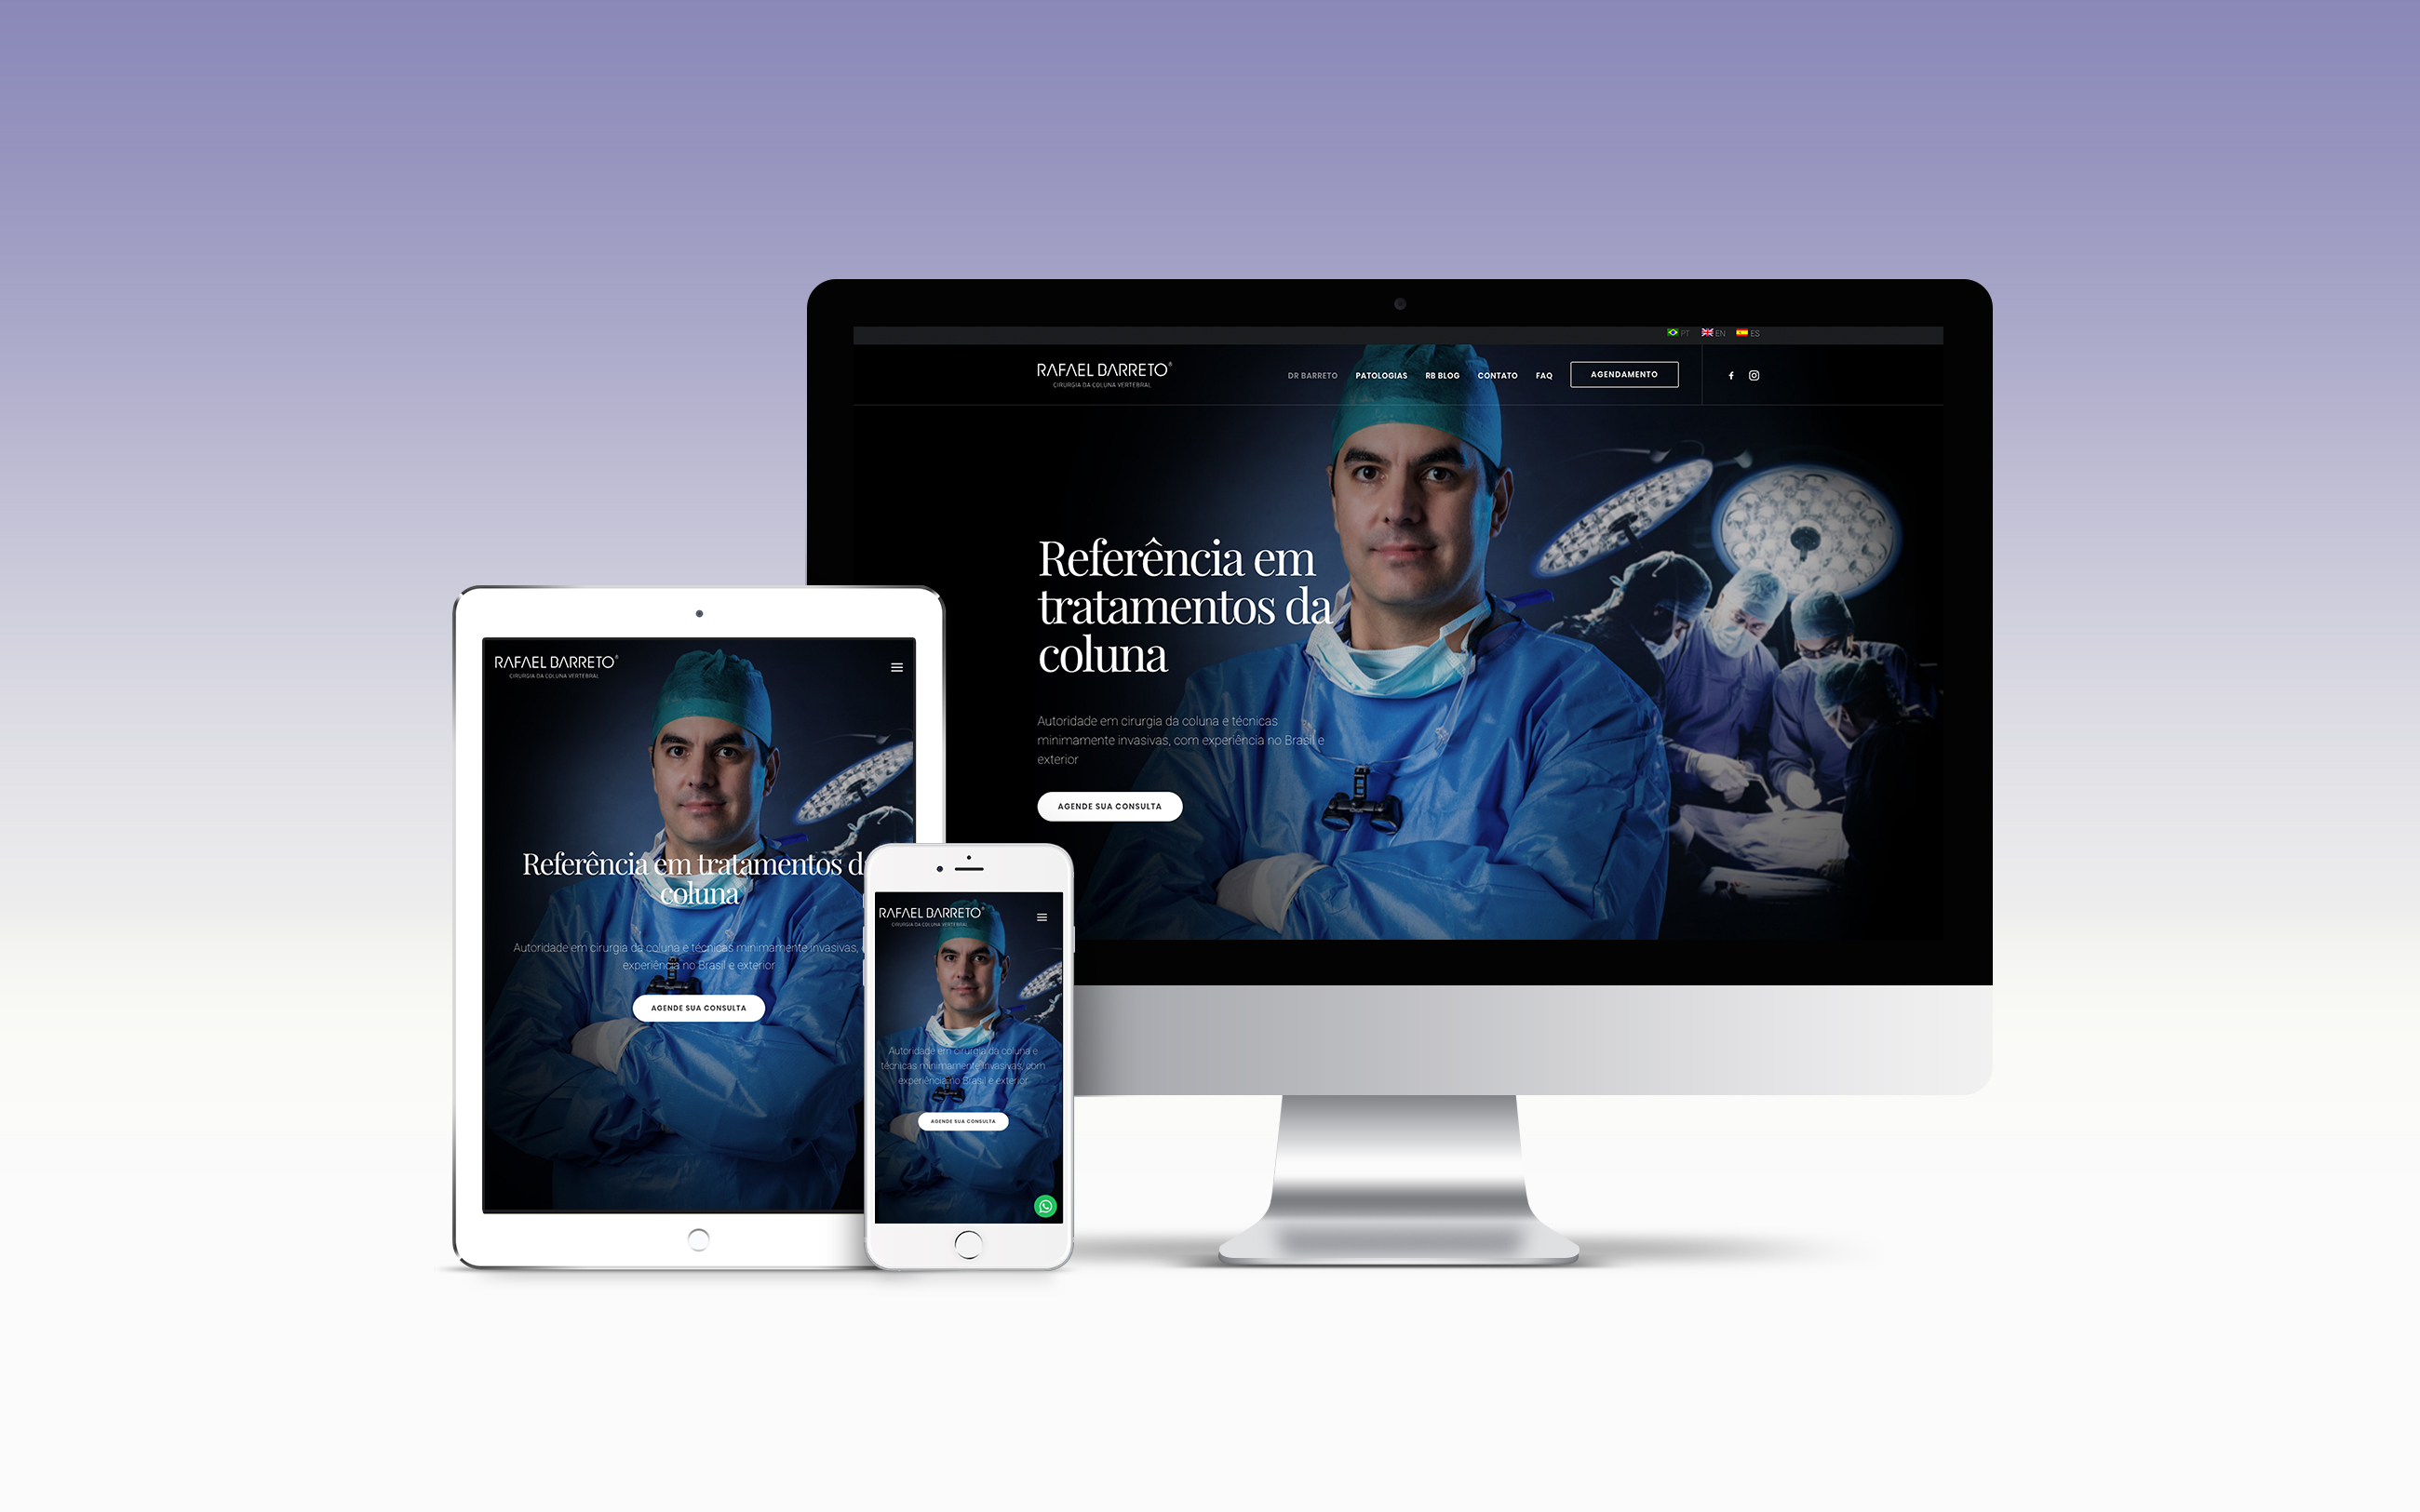 PT EN ES
RAFAEL BARRETO®
CIRURGIA DA COLUNA VERTEBRAL
DR BARRETO PATOLOGIAS RB BLOG CONTATO FAQ AGENDAMENTO
Referência em
tratamentos da
coluna
Autoridade em cirurgia da coluna e técnicas
minimamente invasivas, com experiência no Brasil e
exterior
AGENDE SUA CONSULTA
RAFAEL BARRETO®
CIRURGIA DA COLUNA VERTEBRAL
Referência em tratamentos d
coluna
Autoridade em cirurgia da coluna e técnicas minimamente invasivas,
experiência no Brasil e exterior
AGENDE SUA CONSULTA
RAFAEL BARRETO®
CIRURGIA DA COLUNA VERTEBRAL
Autoridade em cirurgia da coluna e
técnicas minimamente invasivas, com
experiência no Brasil e exterior
AGENDE SUA CONSULTA